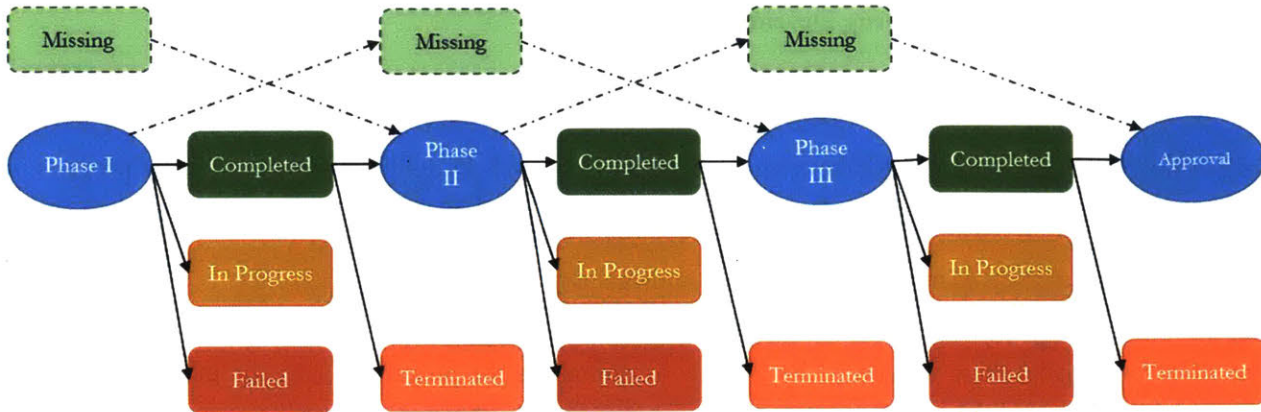 Missing
Missing
Missing
Phase I
Completed
Phase
II
Completed
Phase
III
Completed
Approval
In Progress
In Progress
In Progress
Failed
Terminated
Failed
Terminated
Failed
Terminated